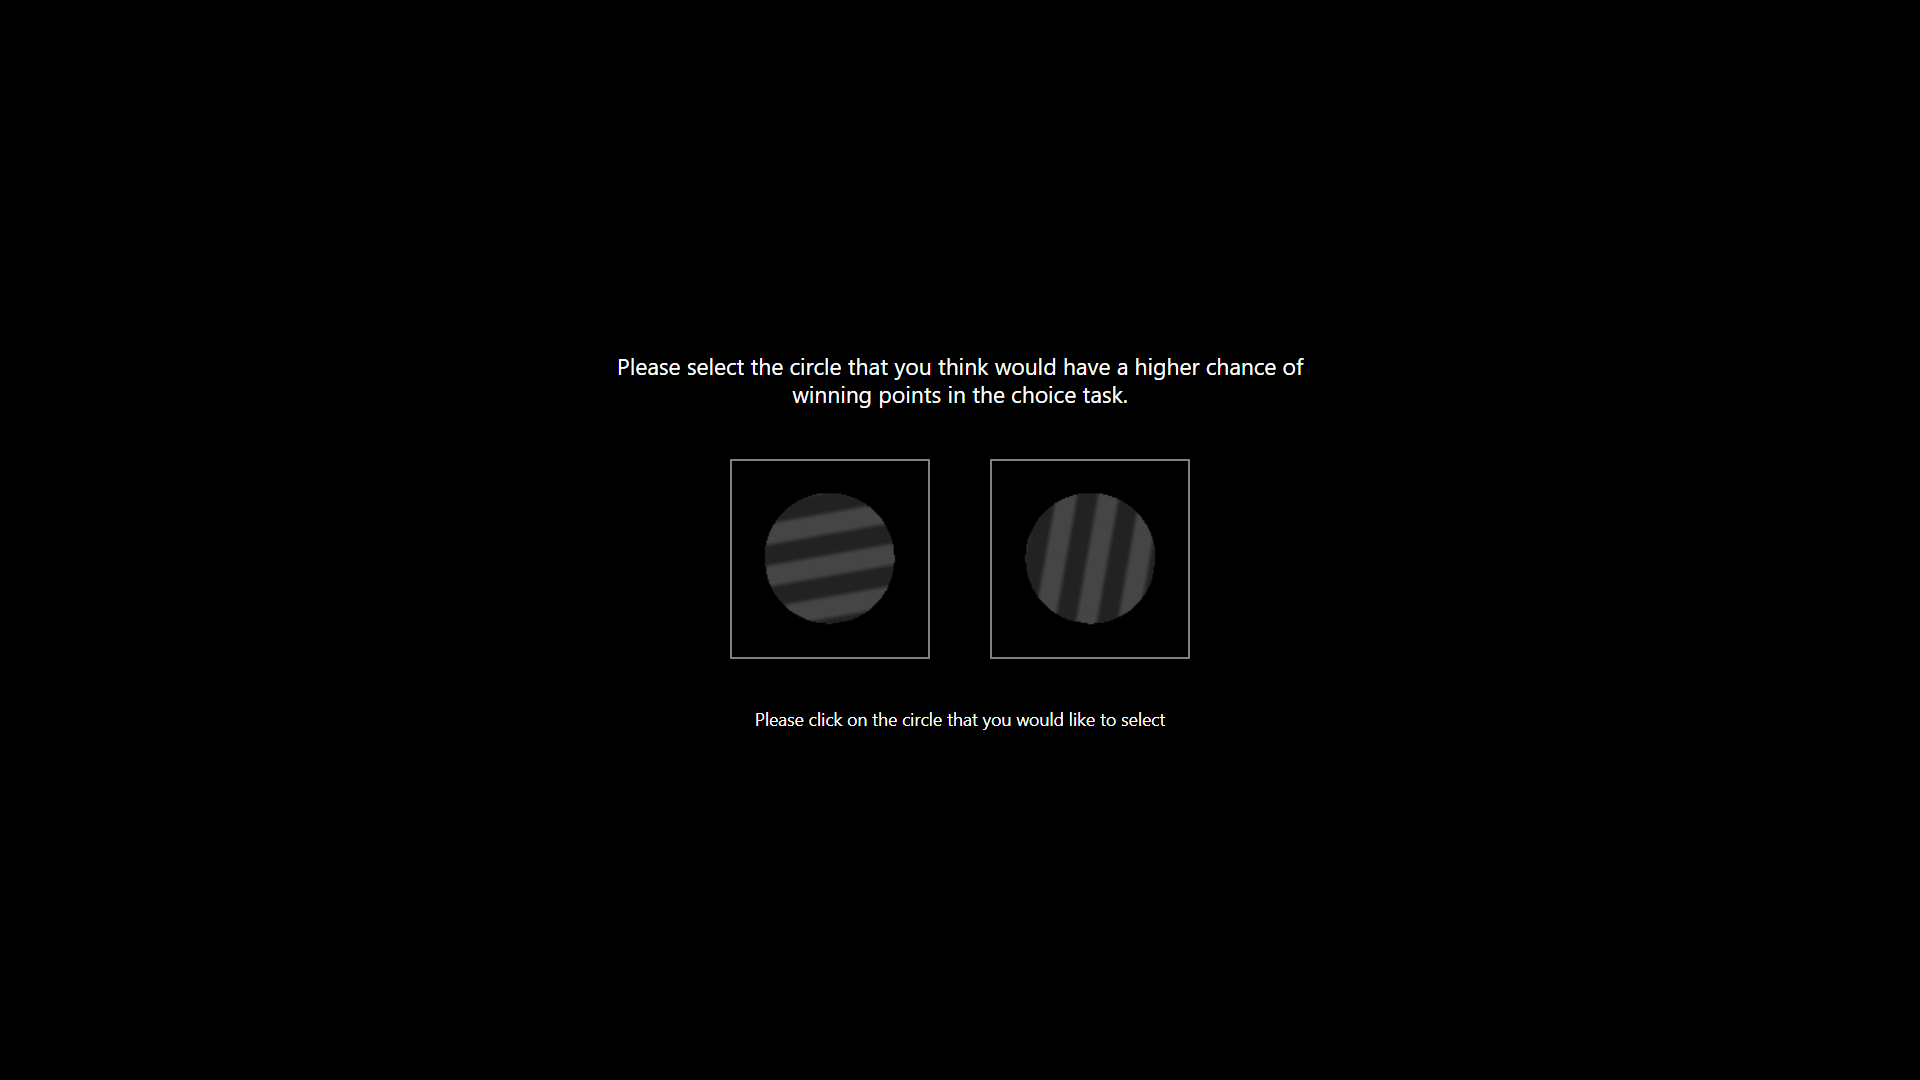 Please select the circle that you think would have a higher chance of
winning points in the choice task.
Please click on the circle that you would like to select